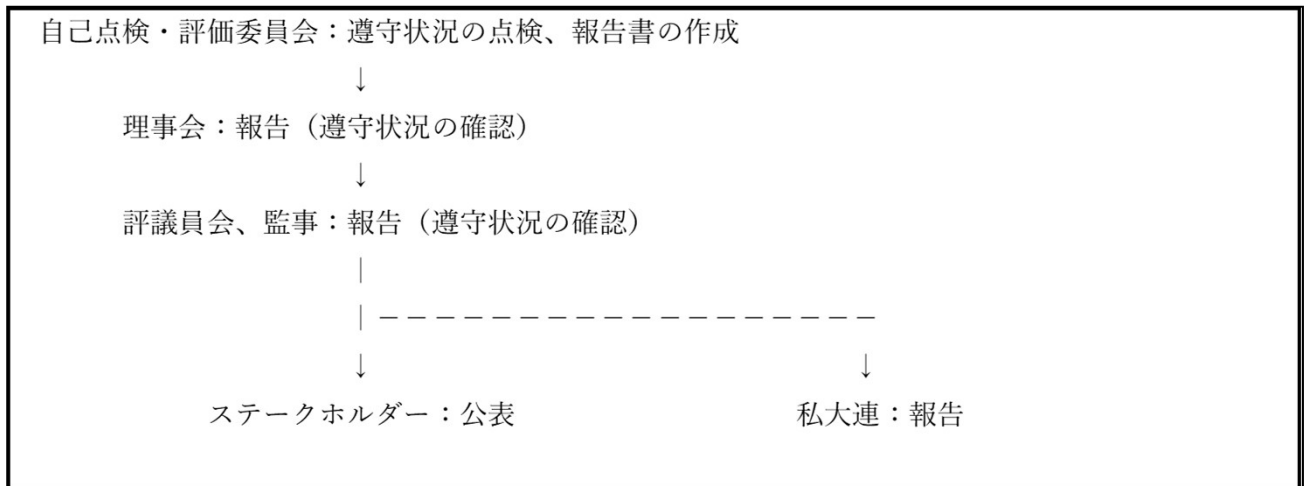 自己点検・評価委員会：遵守状況の点検、報告書の作成
↓
理事会：報告（遵守状況の確認）
↓
評議員会、監事：報告（遵守状況の確認）
｜
｜－－－－－－－－－－－－－－－－－－
↓ ↓
ステークホルダー：公表 私大連：報告